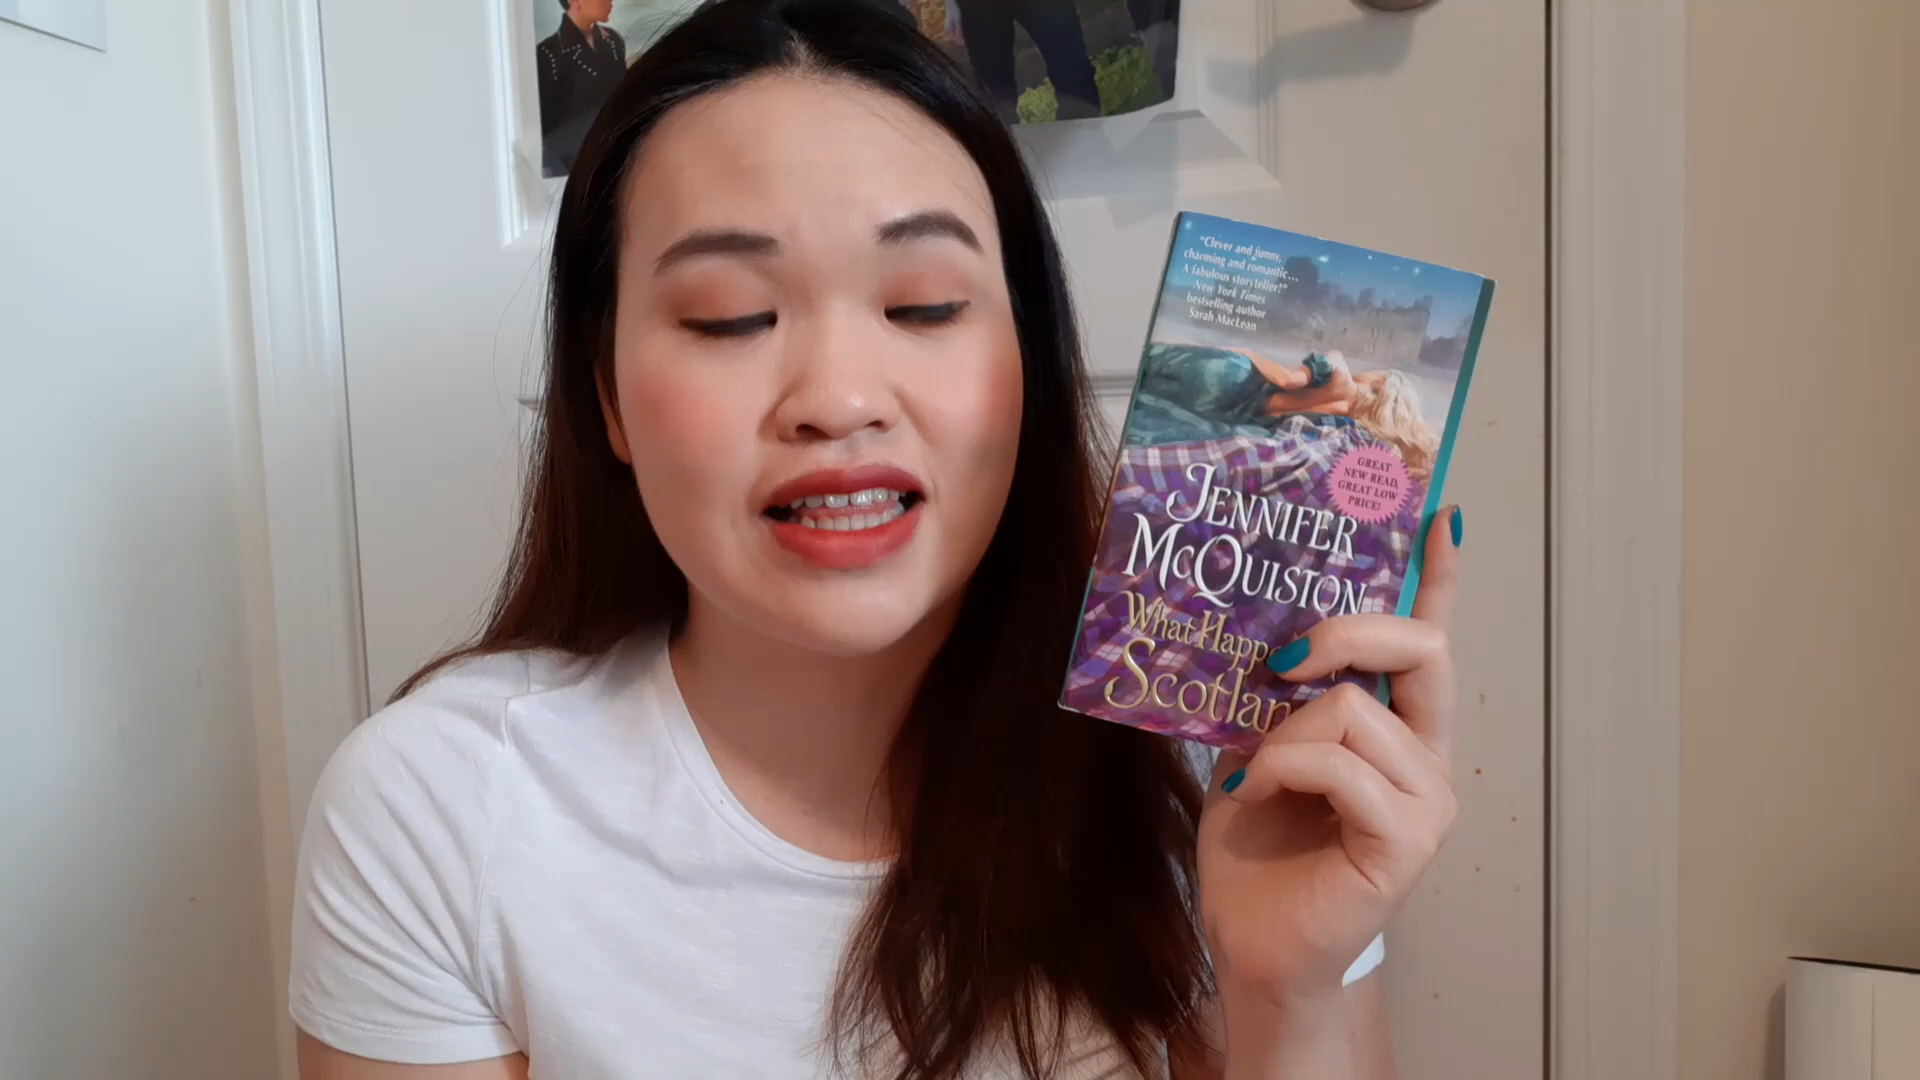 "Clever and funny,
charming and romantic...
A fabulous storyteller!"
New York Times
bestselling author
Sarah MacLean
GREAT
NEW READ,
GREAT LOW
PRICE!
JENNIFER
McQUISTON
What Happe
Scotlan